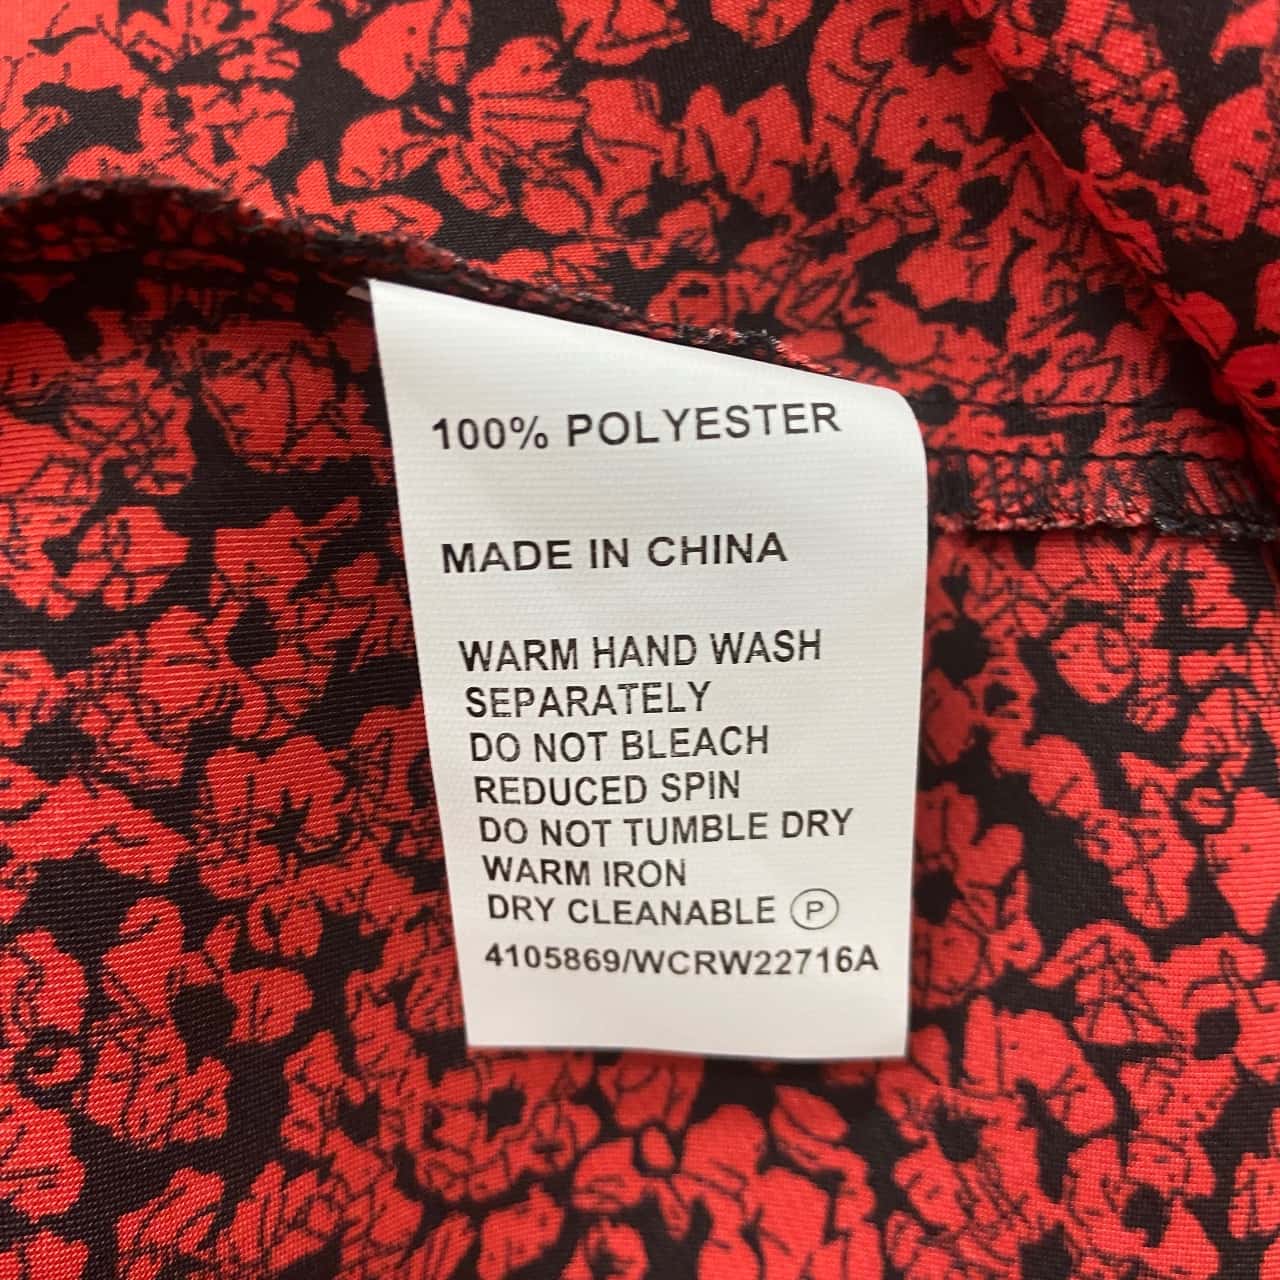 100% POLYESTER
MADE IN CHINA
WARM HAND WASH
SEPARATELY
DO NOT BLEACH
REDUCED SPIN
DO NOT TUMBLE DRY
WARM IRON
DRY CLEANABLE Ⓟ
4105869/WCRW22716A